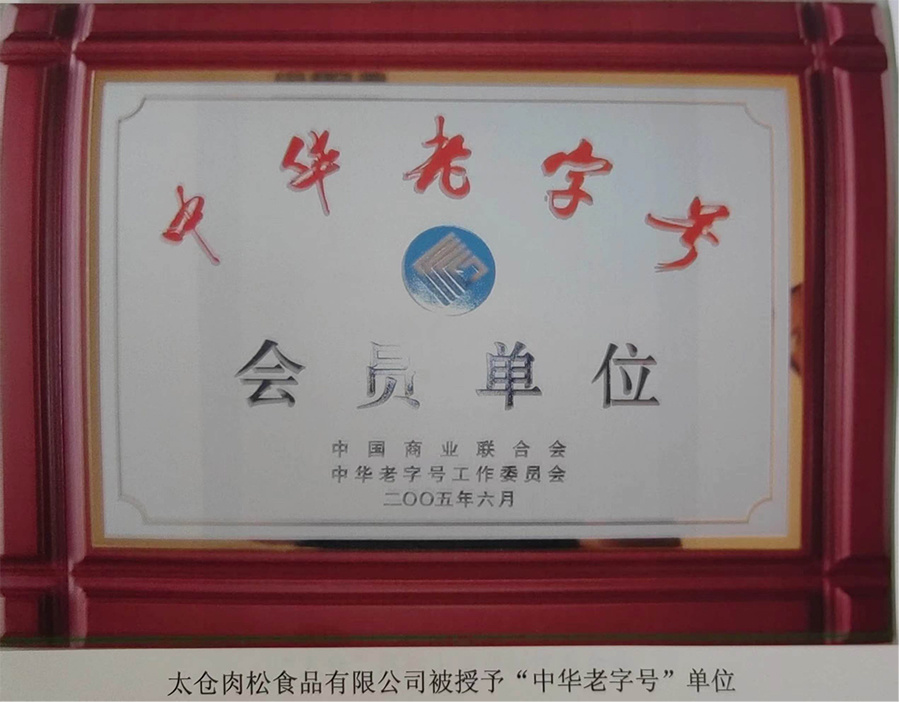 中华老字号
会员单位
中国商业联合会
中华老字号工作委员会
二〇〇五年六月
太仓肉松食品有限公司被授予“中华老字号”单位